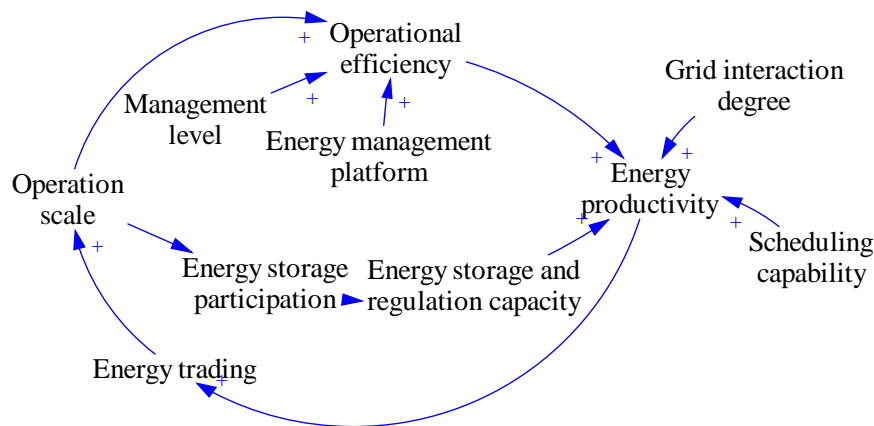 Operational
efficiency
Grid interaction
degree
Management
level
Energy management
platform
Operation
scale
Energy
productivity
Scheduling
capability
Energy storage
participation
Energy storage and
regulation capacity
Energy trading
+
+
+
+
+
+
+
+
+